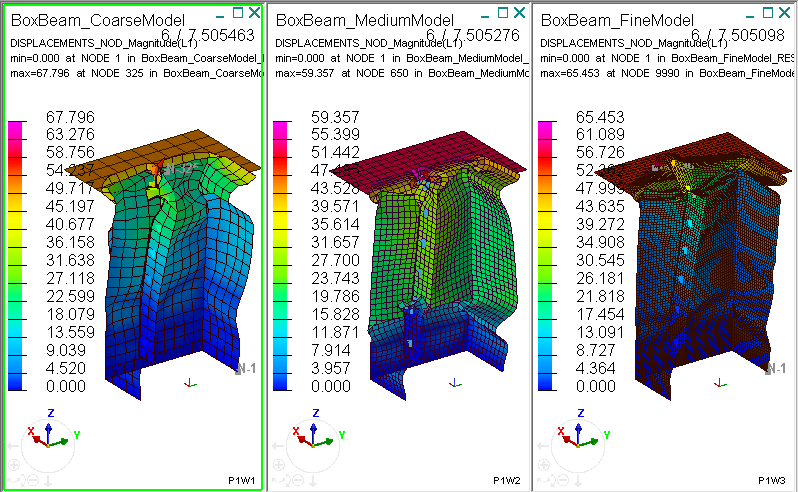 BoxBeam_CoarseModel
6 / 7.505463
DISPLACEMENTS_NOD_Magnitude(L1)
min=0.000 at NODE 1 in BoxBeam_CoarseModel_
max=67.796 at NODE 325 in BoxBeam_CoarseMo
67.796
63.276
58.756
54.237
49.717
45.197
40.677
36.158
31.638
27.118
22.599
18.079
13.559
9.039
4.520
0.000
N-1
Z
X
Y
P1W1
BoxBeam_MediumModel
6 / 7.505276
DISPLACEMENTS_NOD_Magnitude(L1)
min=0.000 at NODE 1 in BoxBeam_MediumModel_
max=59.357 at NODE 650 in BoxBeam_MediumMo
59.357
55.399
51.442
43.528
39.571
35.614
31.657
27.700
23.743
19.786
15.828
11.871
7.914
3.957
0.000
Z
X
Y
P1W2
BoxBeam_FineModel
6 / 7.505098
DISPLACEMENTS_NOD_Magnitude(L1)
min=0.000 at NODE 1 in BoxBeam_FineModel_RES
max=65.453 at NODE 9990 in BoxBeam_FineMode
65.453
61.089
56.726
47.999
43.635
39.272
34.908
30.545
26.181
21.818
17.454
13.091
8.727
4.364
0.000
N-1
Z
X
Y
P1W3